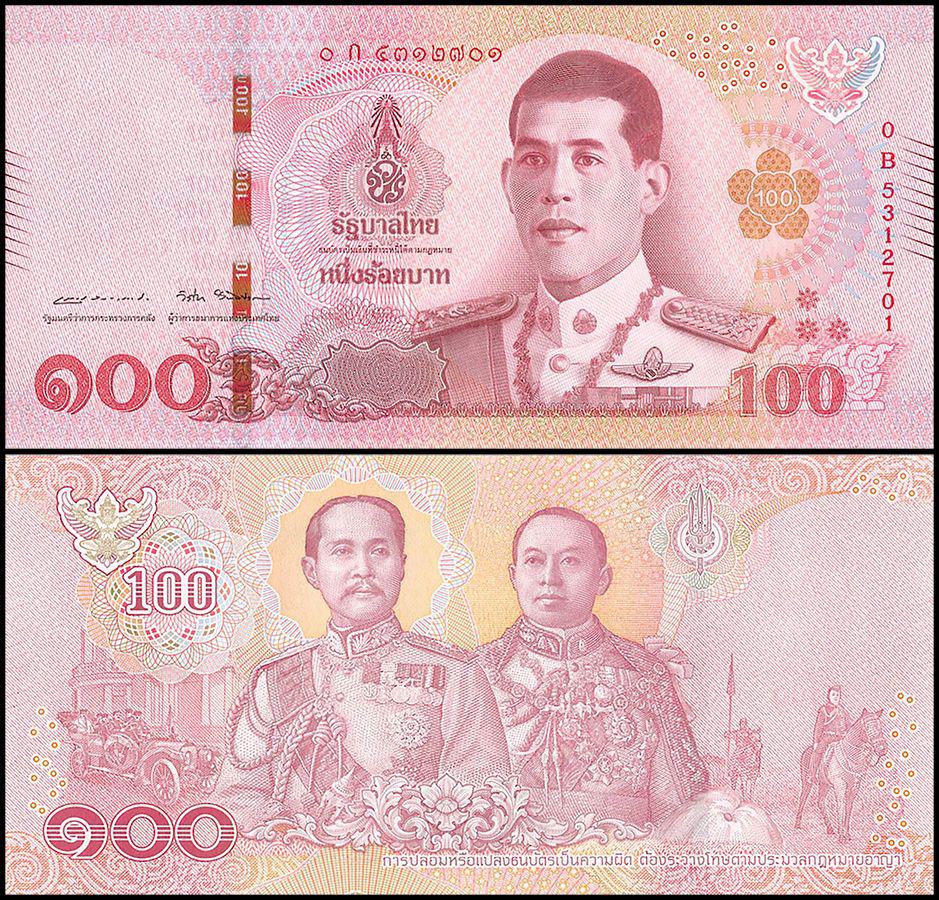 ๐ ก ๕๓๑๒๗๐๑
100
100
10
รัฐบาลไทย
ธนบัตรเป็นเงินที่ชำระหนี้ได้ตามกฎหมาย
หนึ่งร้อยบาท
100
0 B 5312701
รัฐมนตรีว่าการกระทรวงการคลัง ผู้ว่าการธนาคารแห่งประเทศไทย
๑๐๐
100
100
๑๐๐
การปลอมหรือแปลงธนบัตรเป็นความผิด ต้องระวางโทษตามประมวลกฎหมายอาญา